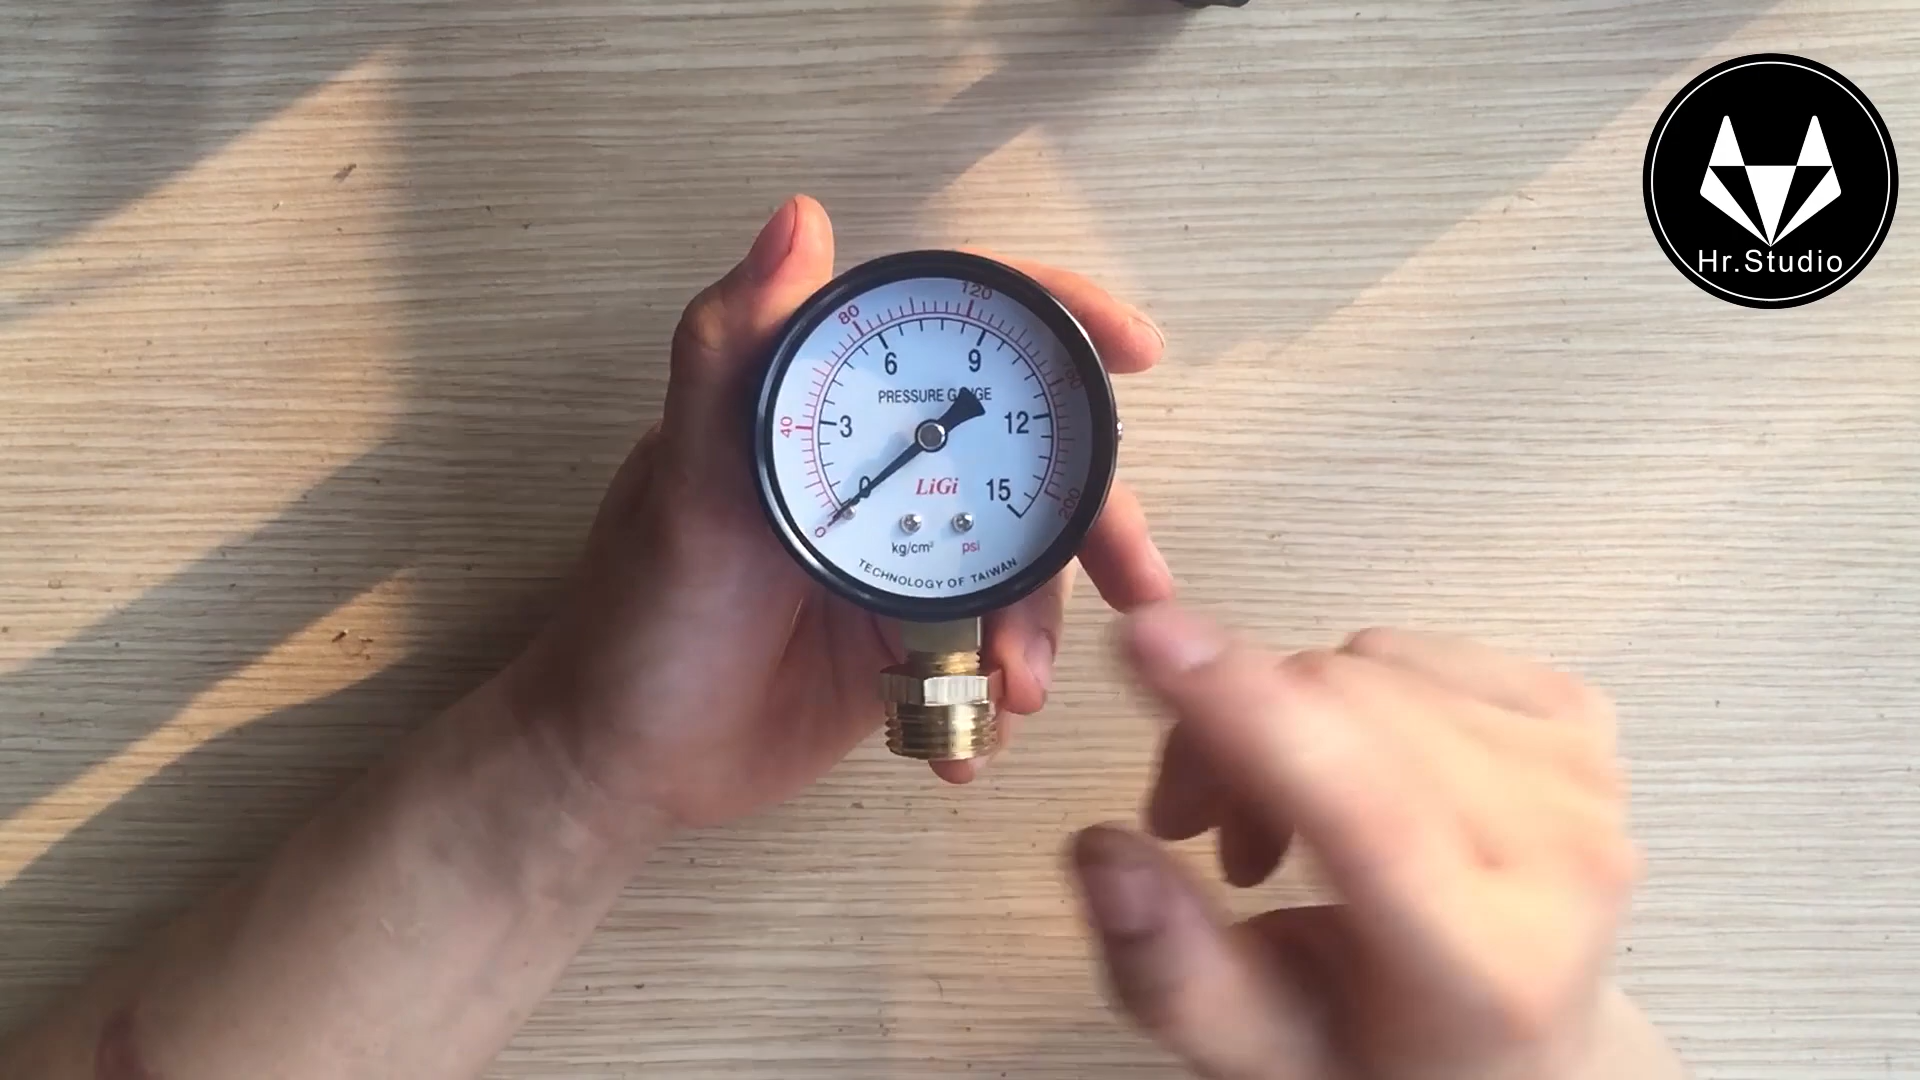 Hr.Studio
120
80
160
6
9
PRESSURE GAUGE
40
3
12
0
LiGi
15
200
0
kg/cm²
psi
TECHNOLOGY OF TAIWAN